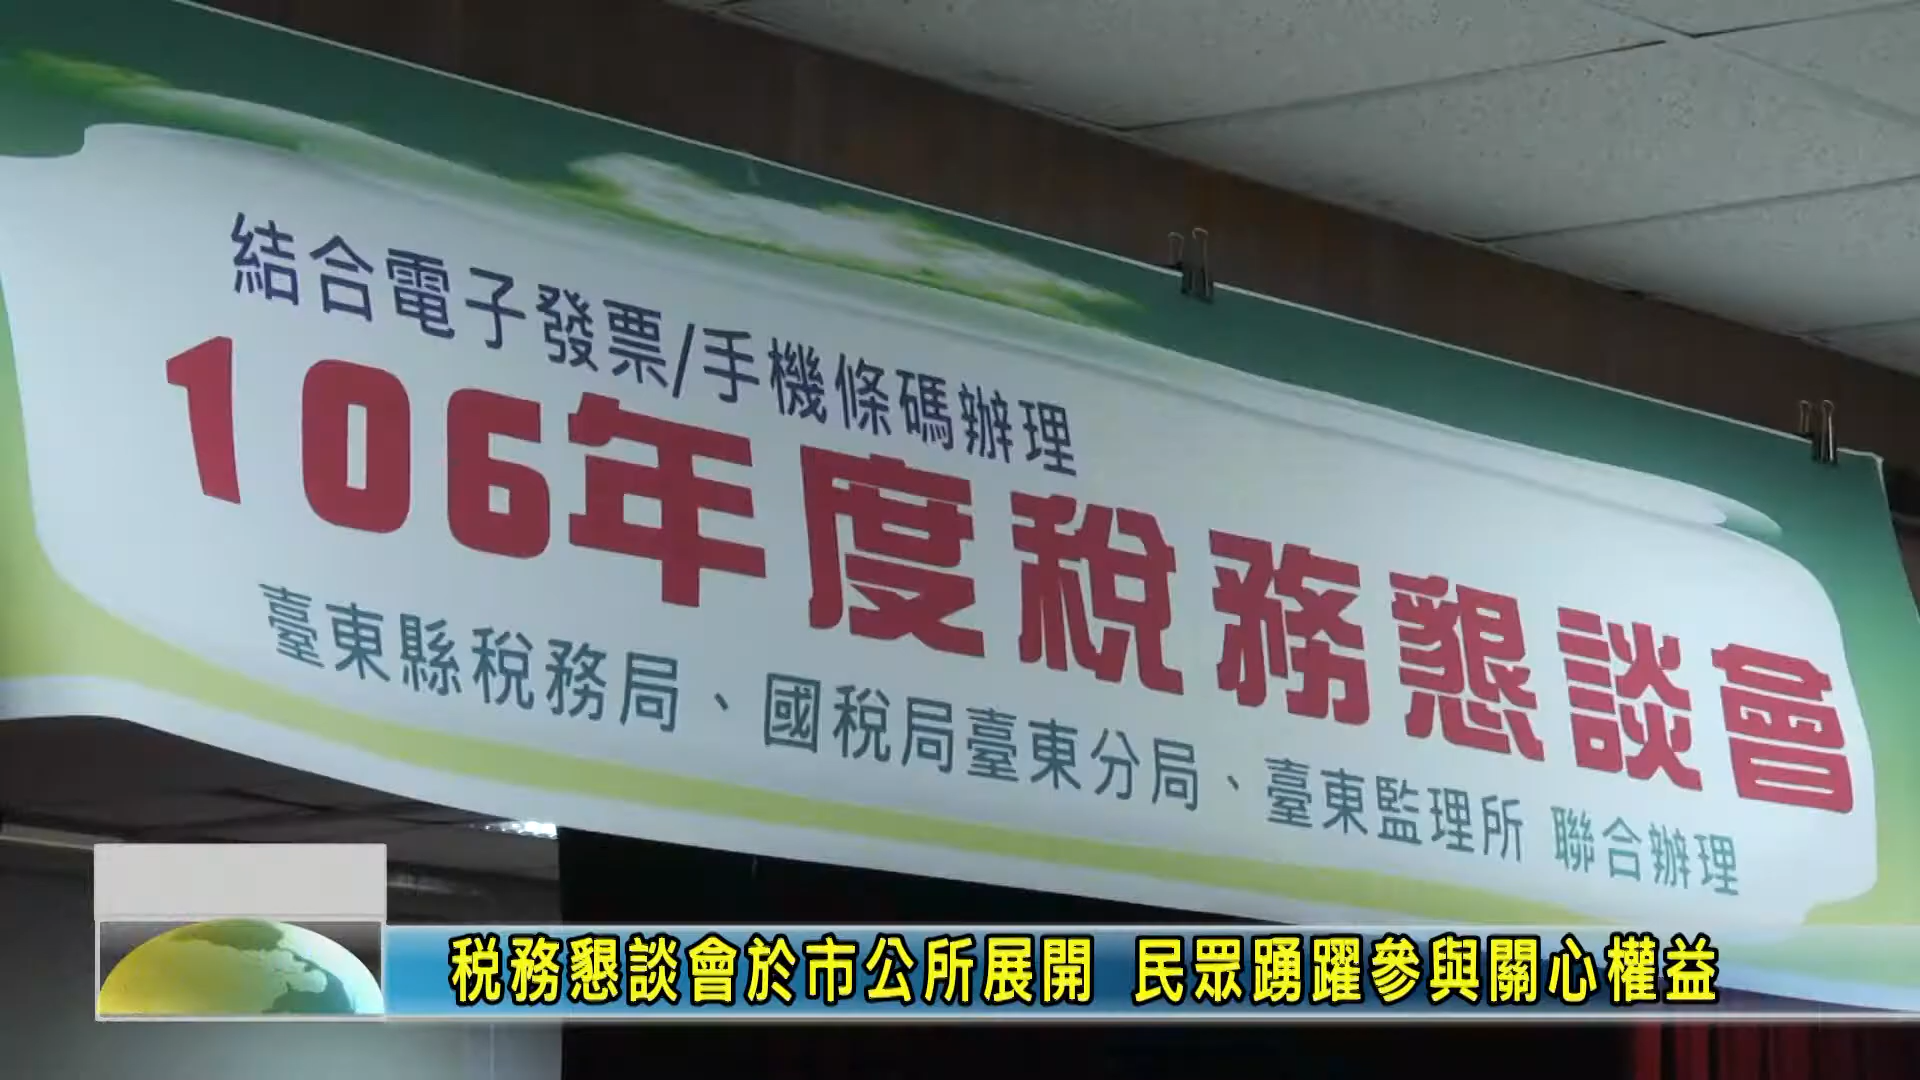 結合電子發票/手機條碼辦理
106年度稅務懇談會
臺東縣稅務局、國稅局臺東分局、臺東監理所 聯合辦理
稅務懇談會於市公所展開 民眾踴躍參與關心權益